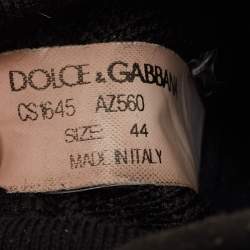 DOLCE & GABBANA
CS1645 AZ560
SIZE: 44
MADE IN ITALY